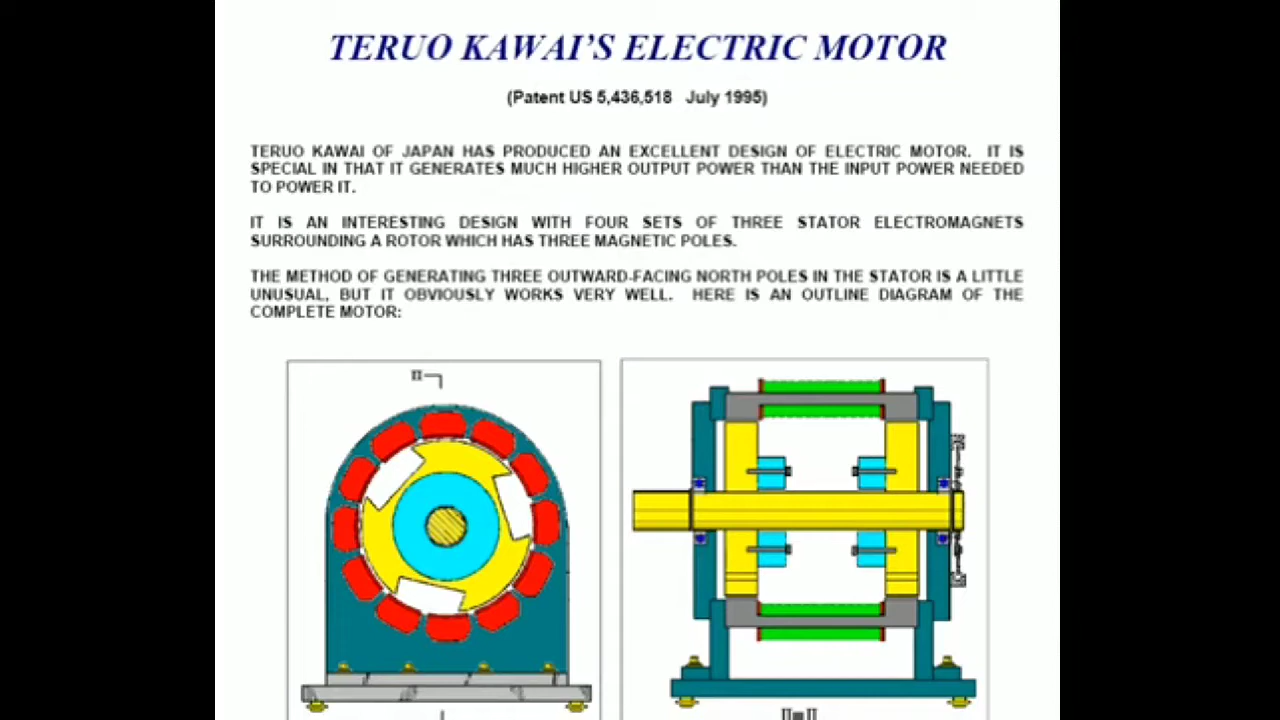 TERUO KAWAI'S ELECTRIC MOTOR
(Patent US 5,436,518 July 1995)
TERUO KAWAI OF JAPAN HAS PRODUCED AN EXCELLENT DESIGN OF ELECTRIC MOTOR. IT IS
SPECIAL IN THAT IT GENERATES MUCH HIGHER OUTPUT POWER THAN THE INPUT POWER NEEDED
TO POWER IT.
IT IS AN INTERESTING DESIGN WITH FOUR SETS OF THREE STATOR ELECTROMAGNETS
SURROUNDING A ROTOR WHICH HAS THREE MAGNETIC POLES.
THE METHOD OF GENERATING THREE OUTWARD-FACING NORTH POLES IN THE STATOR IS A LITTLE
UNUSUAL, BUT IT OBVIOUSLY WORKS VERY WELL. HERE IS AN OUTLINE DIAGRAM OF THE
COMPLETE MOTOR:
II